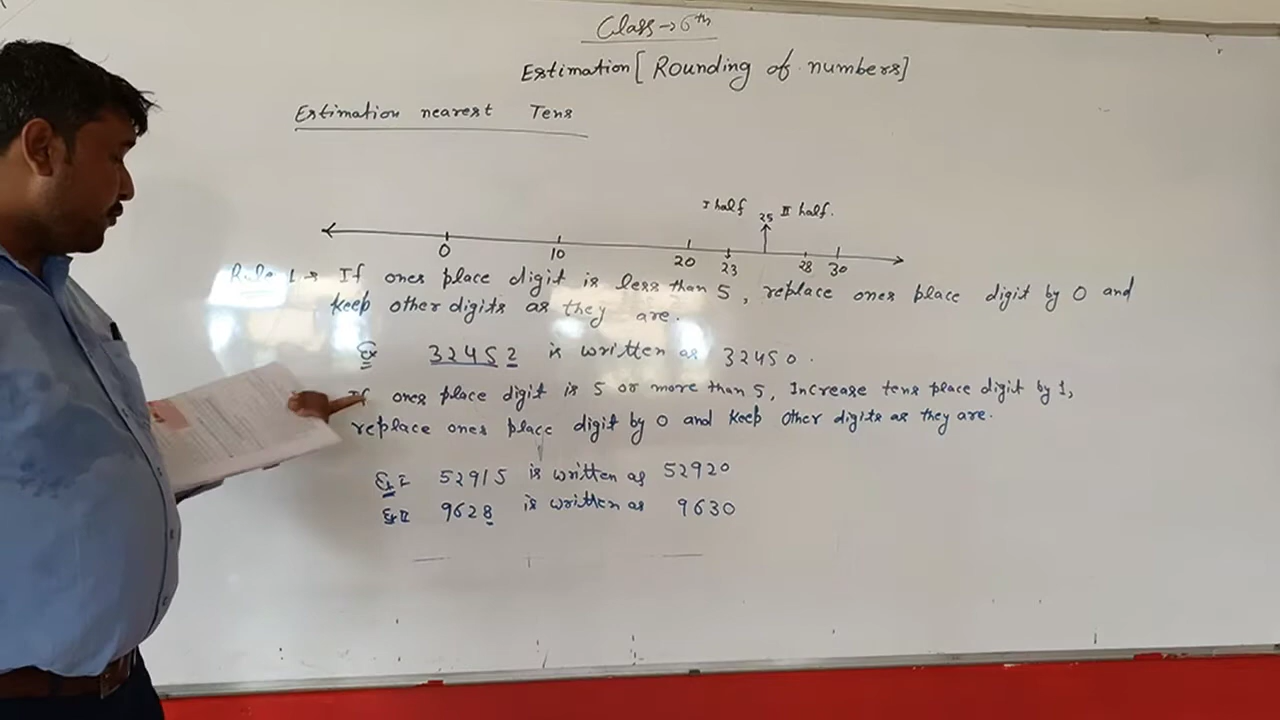 Class → 6th
Estimation [Rounding of numbers]
Estimation nearest Tens
I half 25 II half.
0 10 20 23 28 30
Rule 1 → If ones place digit is less than 5, replace ones place digit by 0 and
keep other digits as they are.
Ex 32452 is written as 32450.
If ones place digit is 5 or more than 5, Increase tens place digit by 1,
replace ones place digit by 0 and keep other digits as they are.
Ex I 52915 is written as 52920
Ex II 9628 is written as 9630